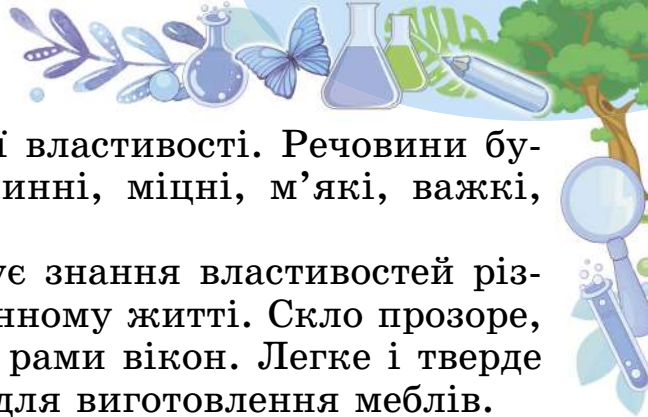 ї властивості. Речовини бу-
инні, міцні, м’які, важкі,
ує знання властивостей різ-
нному житті. Скло прозоре,
рами вікон. Легке і тверде
для виготовлення меблів.